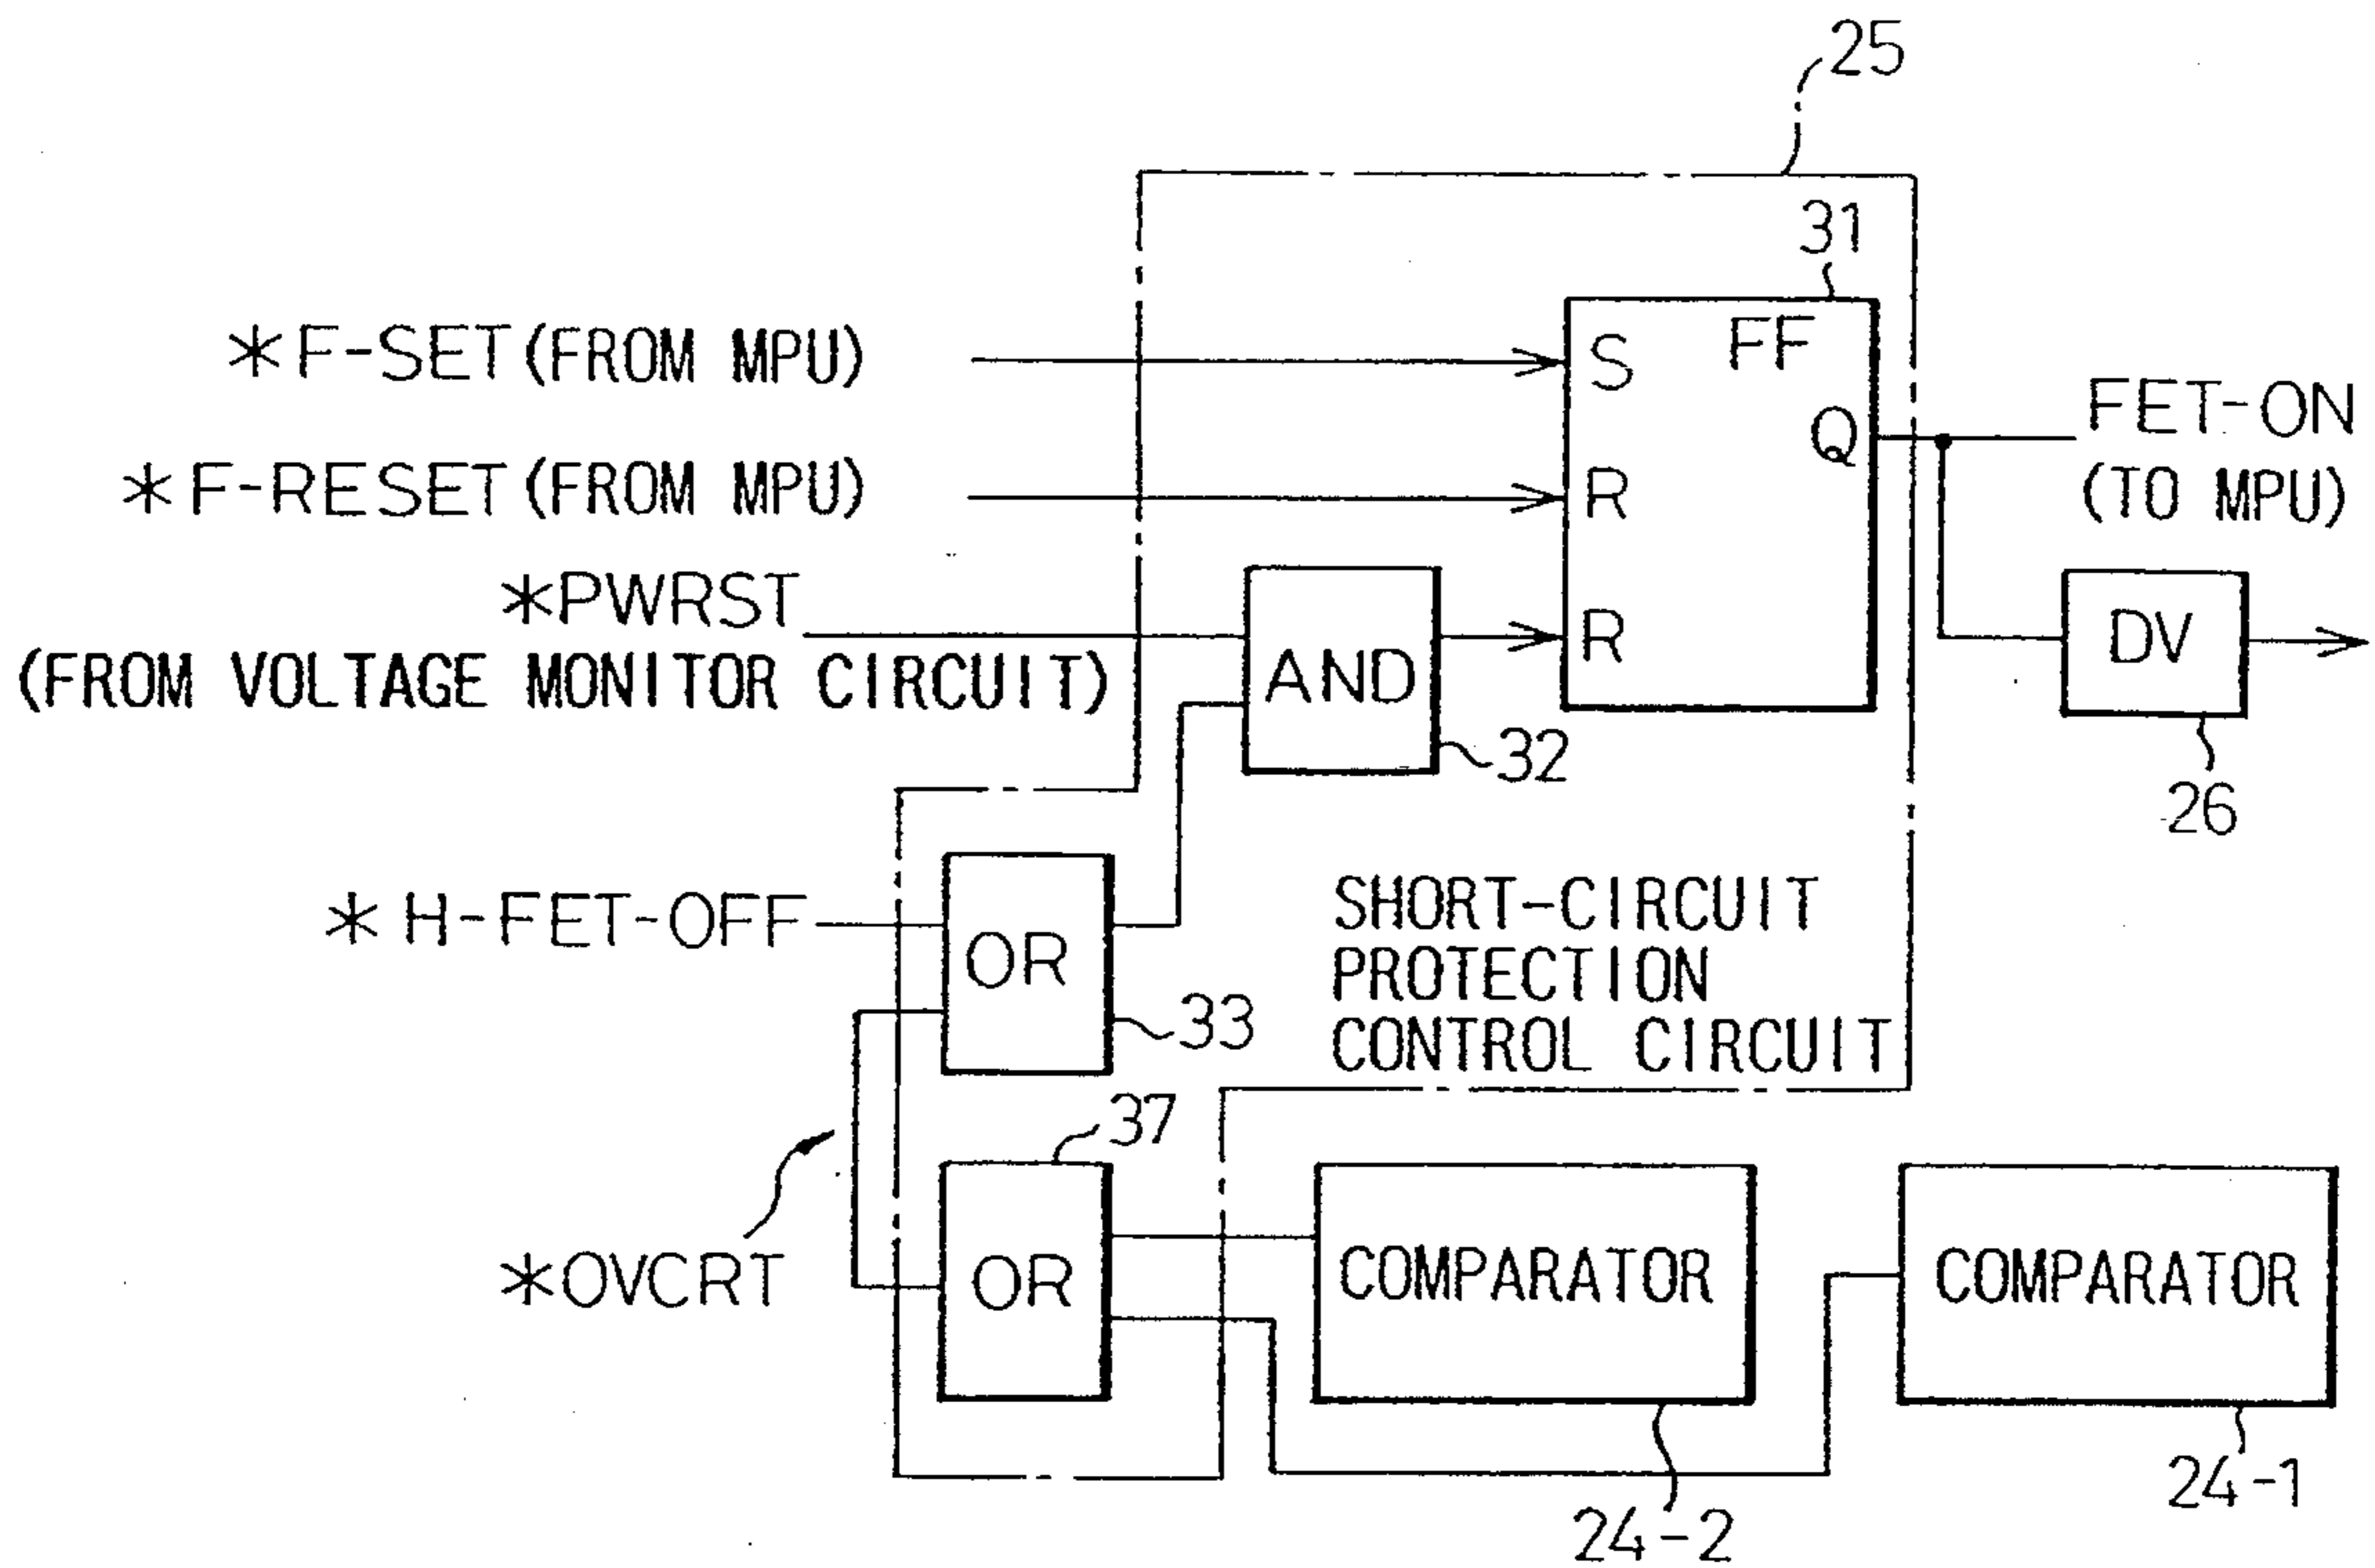 25
31
*F-SET(FROM MPU)
S
FF
Q
FET-ON
(TO MPU)
*F-RESET(FROM MPU)
R
*PWRST
(FROM VOLTAGE MONITOR CIRCUIT)
AND
R
DV
32
26
*H-FET-OFF
OR
33
SHORT-CIRCUIT
PROTECTION
CONTROL CIRCUIT
37
*OVCRT
OR
COMPARATOR
COMPARATOR
24-2
24-1